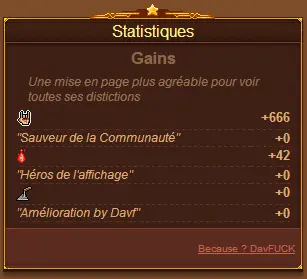 Statistiques
Gains
Une mise en page plus agréable pour voir
toutes ses distictions
+666
"Sauveur de la Communauté" +0
+42
"Héros de l'affichage" +0
+0
"Amélioration by Davf" +0
Because ? DavFUCK